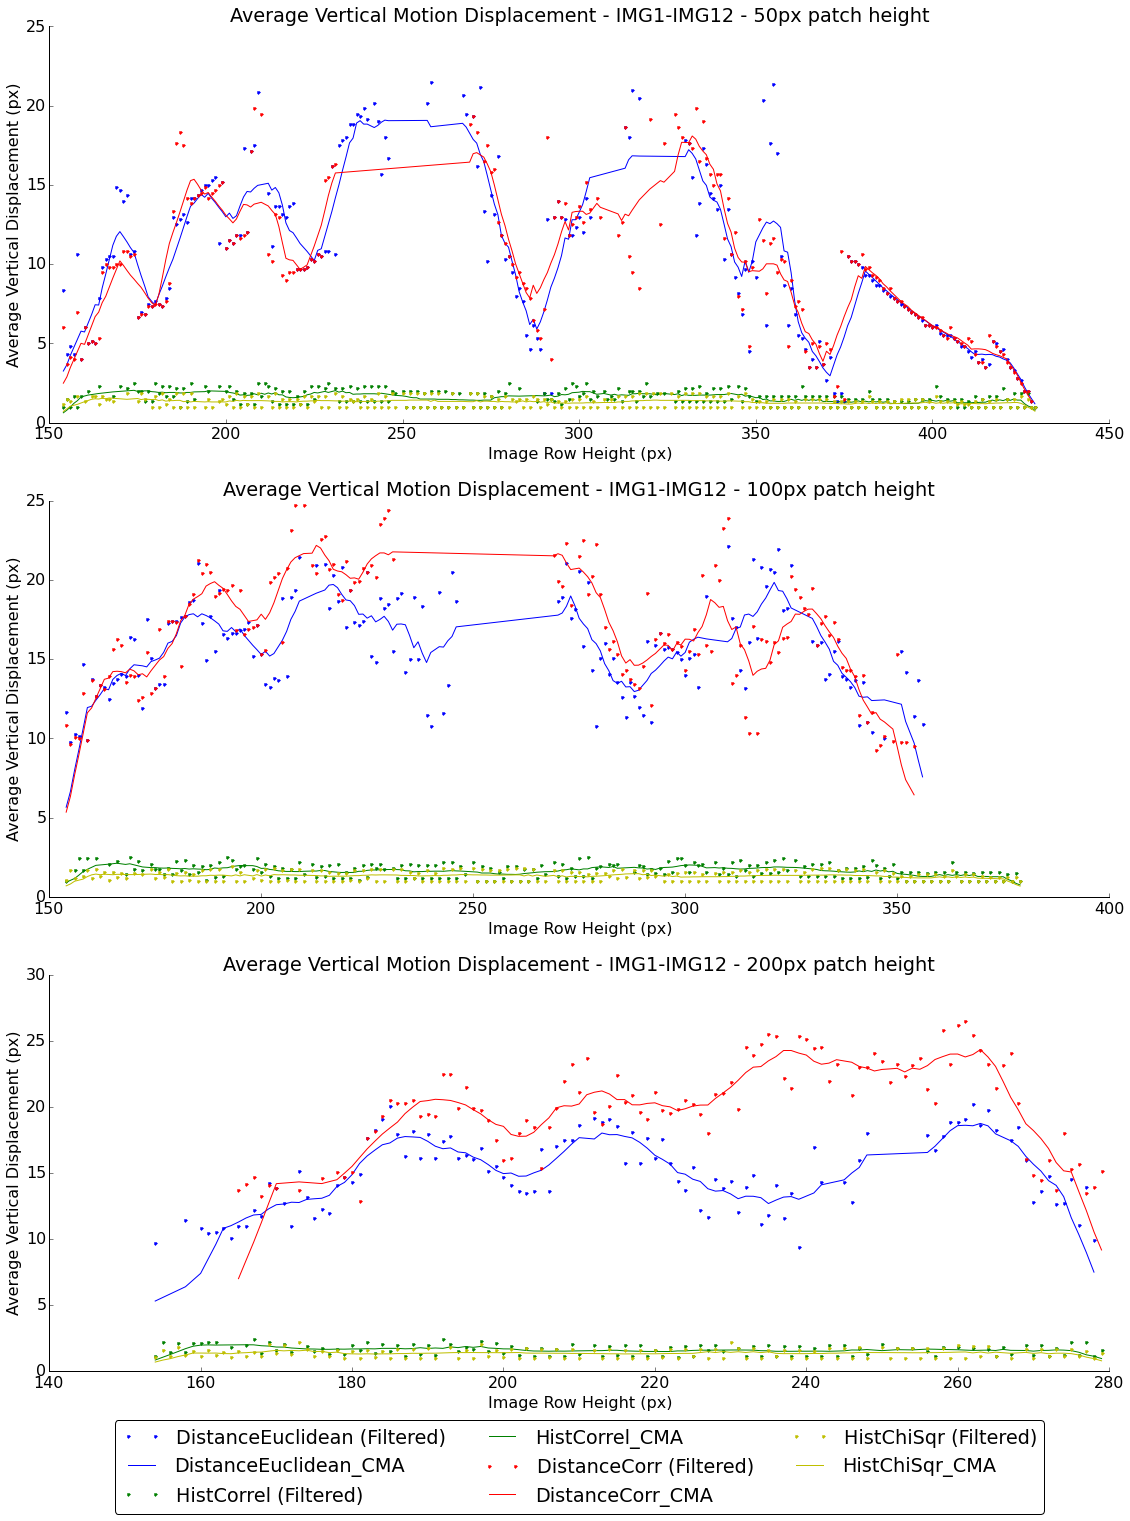 Average Vertical Motion Displacement - IMG1-IMG12 - 50px patch height
25
20
15
10
5
0
Average Vertical Displacement (px)
150 200 250 300 350 400 450
Image Row Height (px)
Average Vertical Motion Displacement - IMG1-IMG12 - 100px patch height
25
20
15
10
5
0
Average Vertical Displacement (px)
150 200 250 300 350 400
Image Row Height (px)
Average Vertical Motion Displacement - IMG1-IMG12 - 200px patch height
30
25
20
15
10
5
0
Average Vertical Displacement (px)
140 160 180 200 220 240 260 280
Image Row Height (px)
DistanceEuclidean (Filtered) HistCorrel_CMA HistChiSqr (Filtered)
DistanceEuclidean_CMA DistanceCorr (Filtered) HistChiSqr_CMA
HistCorrel (Filtered) DistanceCorr_CMA